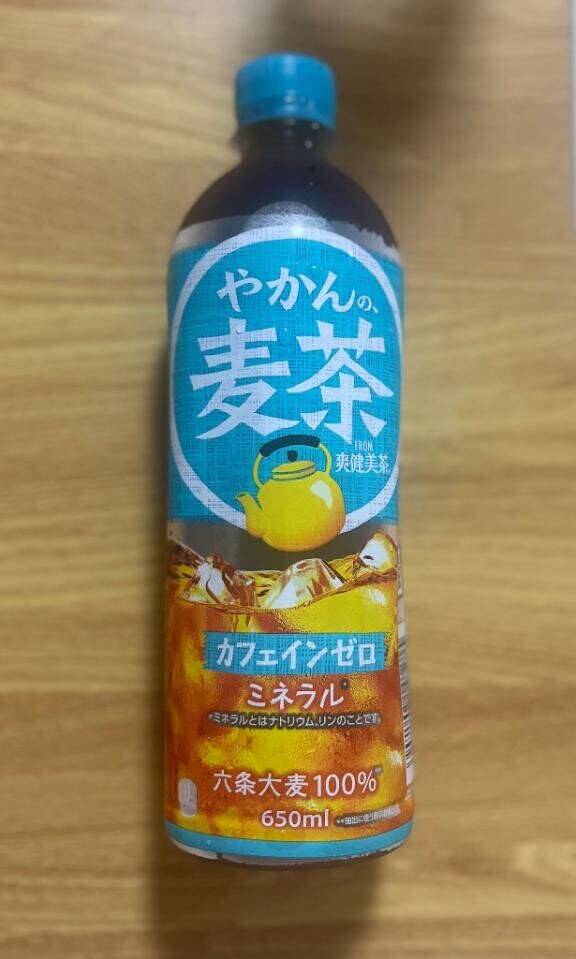 やかんの、
麦茶
FROM
爽健美茶
カフェインゼロ
ミネラル*
*ミネラルとはナトリウム、リンのことです。
六条大麦100%**
650ml